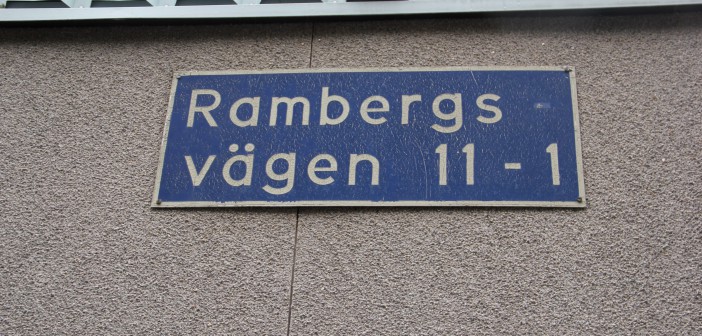 Rambergs-
vägen 11-1